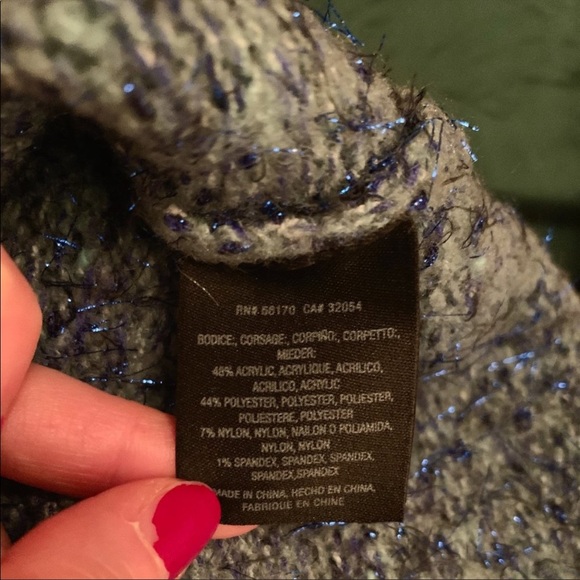 RN# 58170 CA# 32054
BODICE:, CORSAGE:, CORPIÑO:, CORPETTO:,
MIEDER:
48% ACRYLIC, ACRYLIQUE, ACRILICO,
ACRILICO, ACRYLIC
44% POLYESTER, POLYESTER, POLIESTER,
POLIESTERE, POLYESTER
7% NYLON, NYLON, NAILON O POLIAMIDA,
NYLON, NYLON
1% SPANDEX, SPANDEX, SPANDEX,
SPANDEX,SPANDEX
MADE IN CHINA, HECHO EN CHINA,
FABRIQUE EN CHINE